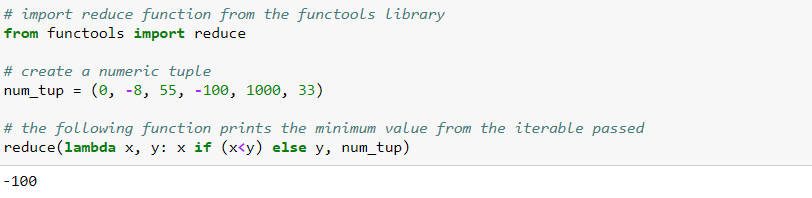 # import reduce function from the functools library
from functools import reduce
# create a numeric tuple
num_tup = (0, -8, 55, -100, 1000, 33)
# the following function prints the minimum value from the iterable passed
reduce(lambda x, y: x if (x<y) else y, num_tup)
-100